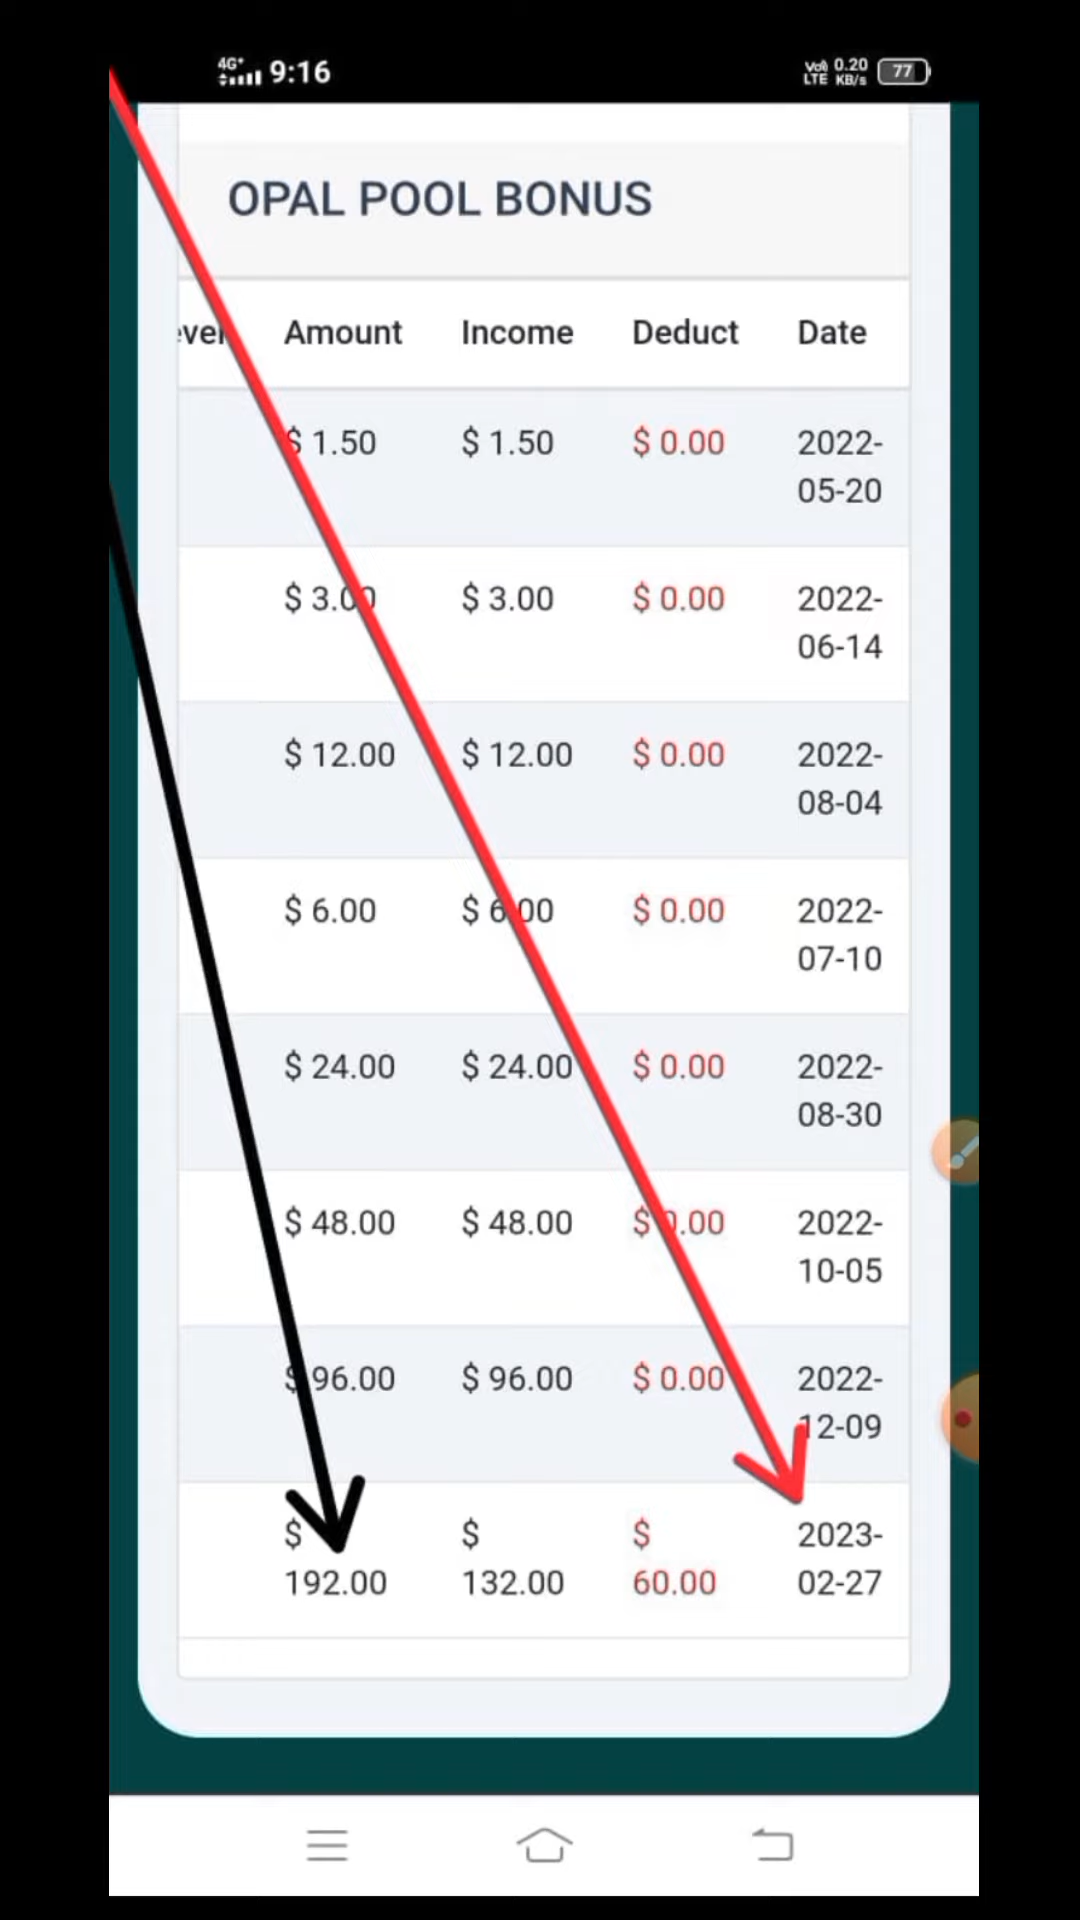 4G+ 9:16 VoB LTE 0.20 KB/s 77
OPAL POOL BONUS
Amount Income Deduct Date
$ 1.50 $ 1.50 $ 0.00 2022-05-20
$ 3.00 $ 3.00 $ 0.00 2022-06-14
$ 12.00 $ 12.00 $ 0.00 2022-08-04
$ 6.00 $ 6.00 $ 0.00 2022-07-10
$ 24.00 $ 24.00 $ 0.00 2022-08-30
$ 48.00 $ 48.00 $ 0.00 2022-10-05
$ 96.00 $ 96.00 $ 0.00 2022-12-09
$ 192.00 $ 132.00 $ 60.00 2023-02-27